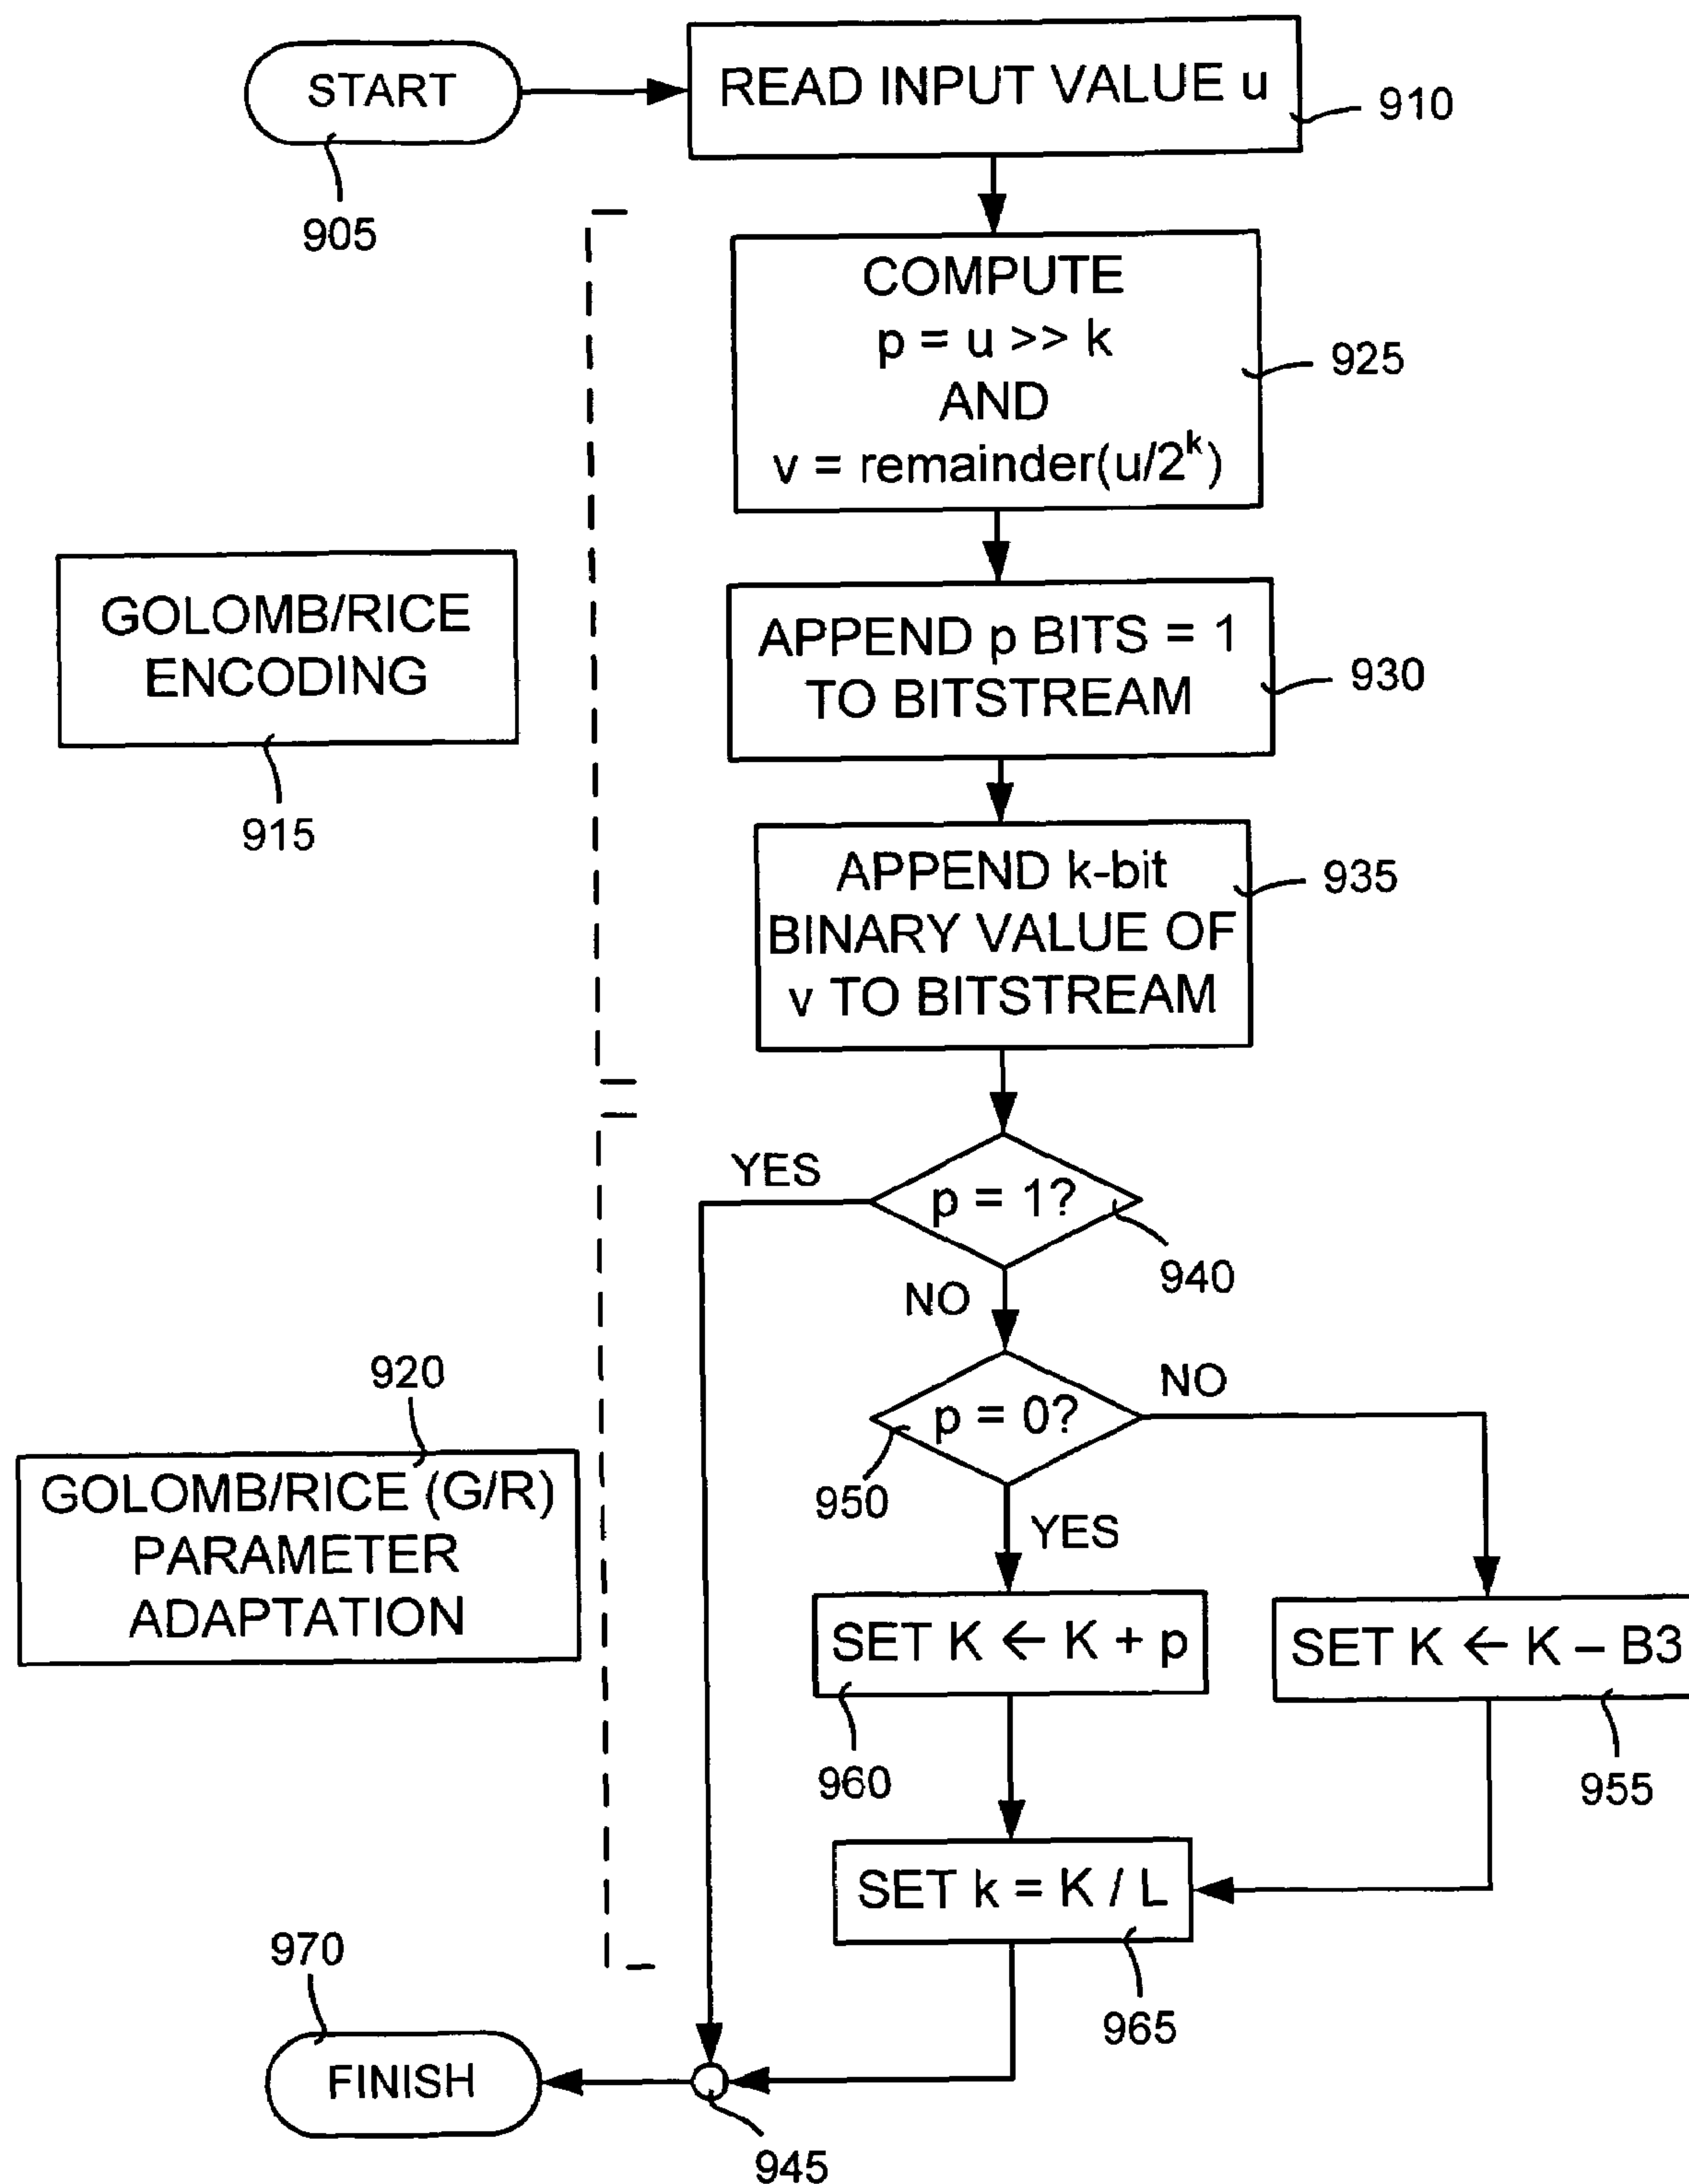 START
READ INPUT VALUE u
910
905
COMPUTE
p = u >> k
AND
v = remainder(u/2^k)
925
GOLOMB/RICE
ENCODING
915
APPEND p BITS = 1
TO BITSTREAM
930
APPEND k-bit
BINARY VALUE OF
v TO BITSTREAM
935
YES
p = 1?
940
NO
920
GOLOMB/RICE (G/R)
PARAMETER
ADAPTATION
p = 0?
NO
950
YES
SET K ← K + p
SET K ← K – B3
960
955
SET k = K / L
965
970
FINISH
945